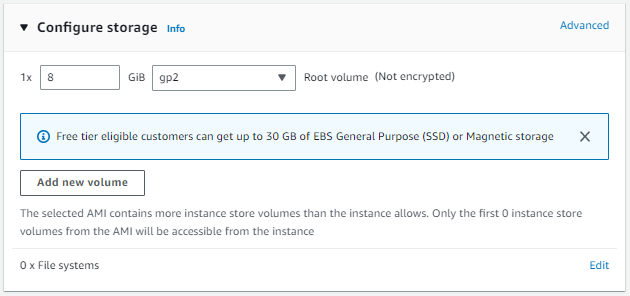 Configure storage Info Advanced
1x 8 GiB gp2 Root volume (Not encrypted)
Free tier eligible customers can get up to 30 GB of EBS General Purpose (SSD) or Magnetic storage
Add new volume
The selected AMI contains more instance store volumes than the instance allows. Only the first 0 instance store
volumes from the AMI will be accessible from the instance
0 x File systems Edit